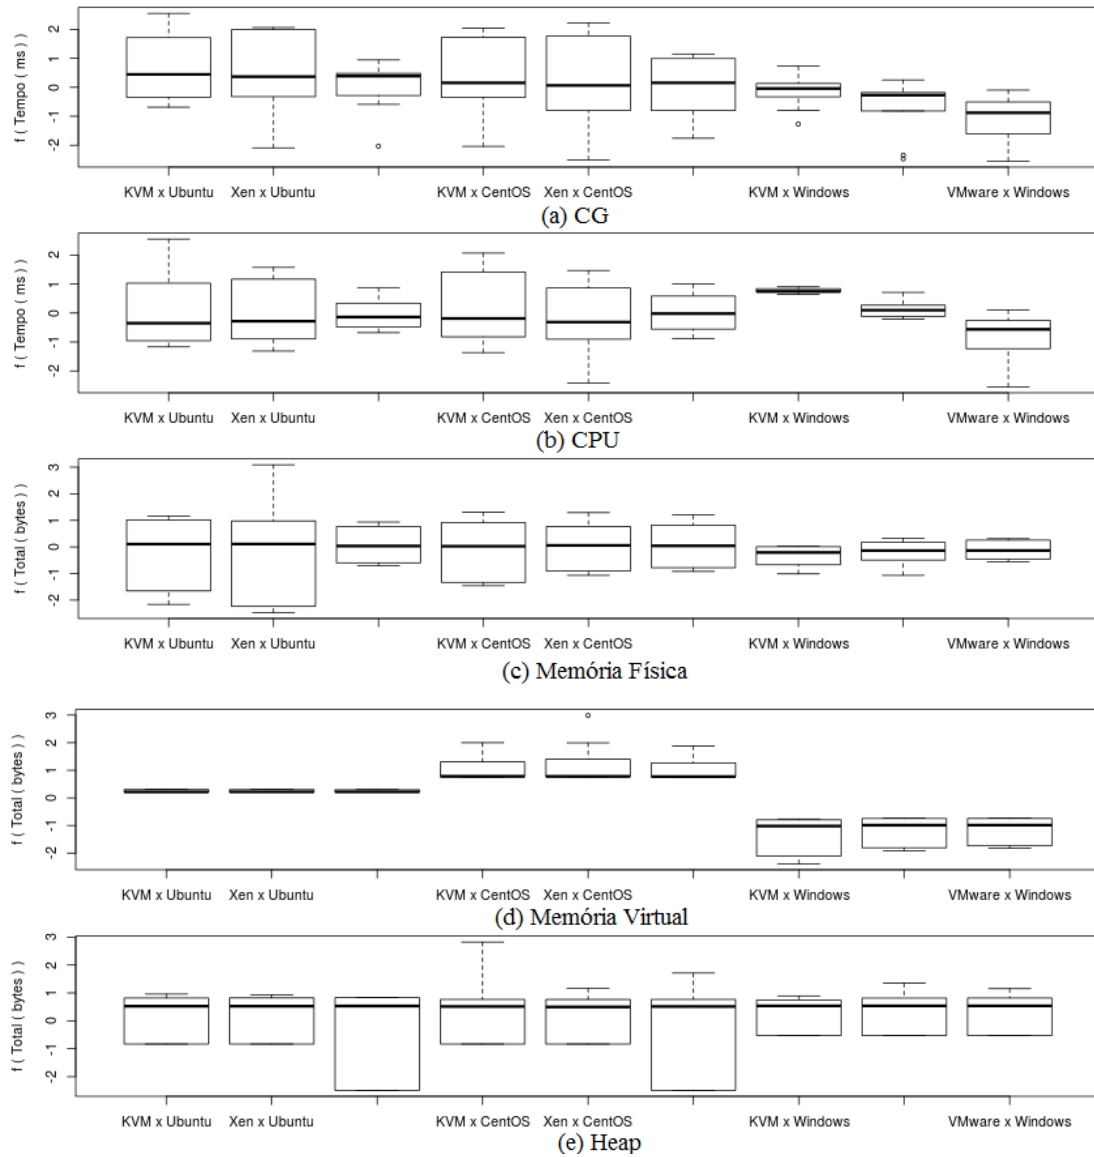 f ( Tempo ( ms ) )
2
1
0
-1
-2
KVM x Ubuntu Xen x Ubuntu KVM x CentOS Xen x CentOS KVM x Windows VMware x Windows
(a) CG
f ( Tempo ( ms ) )
2
1
0
-1
-2
KVM x Ubuntu Xen x Ubuntu KVM x CentOS Xen x CentOS KVM x Windows VMware x Windows
(b) CPU
f ( Total ( bytes ) )
3
2
1
0
-1
-2
KVM x Ubuntu Xen x Ubuntu KVM x CentOS Xen x CentOS KVM x Windows VMware x Windows
(c) Memória Física
f ( Total ( bytes ) )
3
2
1
0
-1
-2
KVM x Ubuntu Xen x Ubuntu KVM x CentOS Xen x CentOS KVM x Windows VMware x Windows
(d) Memória Virtual
f ( Total ( bytes ) )
3
2
1
0
-1
-2
KVM x Ubuntu Xen x Ubuntu KVM x CentOS Xen x CentOS KVM x Windows VMware x Windows
(e) Heap